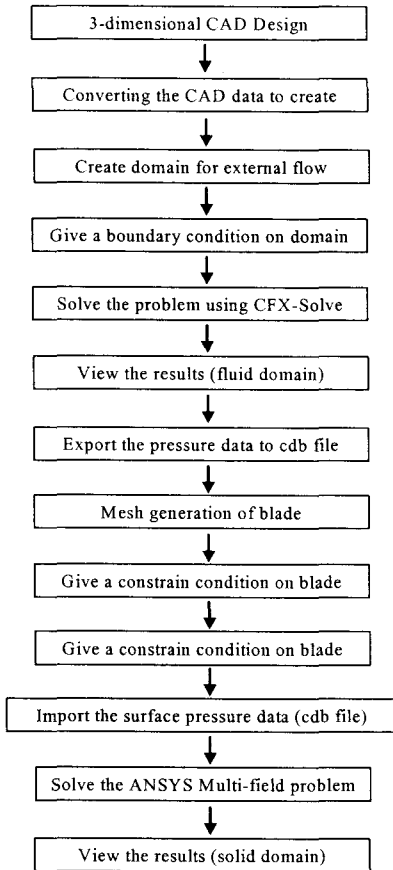 3-dimensional CAD Design
Converting the CAD data to create
Create domain for external flow
Give a boundary condition on domain
Solve the problem using CFX-Solve
View the results (fluid domain)
Export the pressure data to cdb file
Mesh generation of blade
Give a constrain condition on blade
Give a constrain condition on blade
Import the surface pressure data (cdb file)
Solve the ANSYS Multi-field problem
View the results (solid domain)